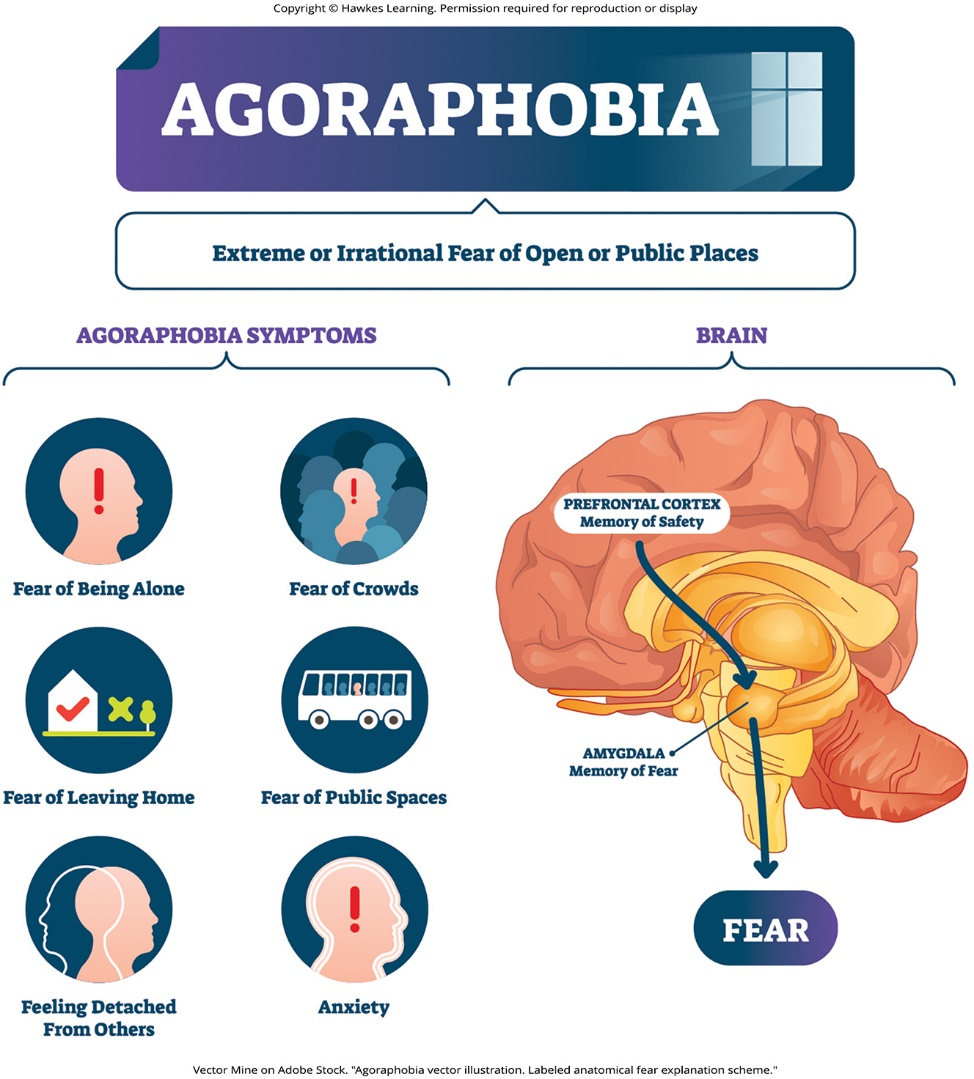 Copyright © Hawkes Learning. Permission required for reproduction or display
AGORAPHOBIA
Extreme or Irrational Fear of Open or Public Places
AGORAPHOBIA SYMPTOMS
Fear of Being Alone
Fear of Crowds
Fear of Leaving Home
Fear of Public Spaces
Feeling Detached
From Others
Anxiety
BRAIN
PREFRONTAL CORTEX
Memory of Safety
AMYGDALA
Memory of Fear
FEAR
Vector Mine on Adobe Stock. "Agoraphobia vector illustration. Labeled anatomical fear explanation scheme."